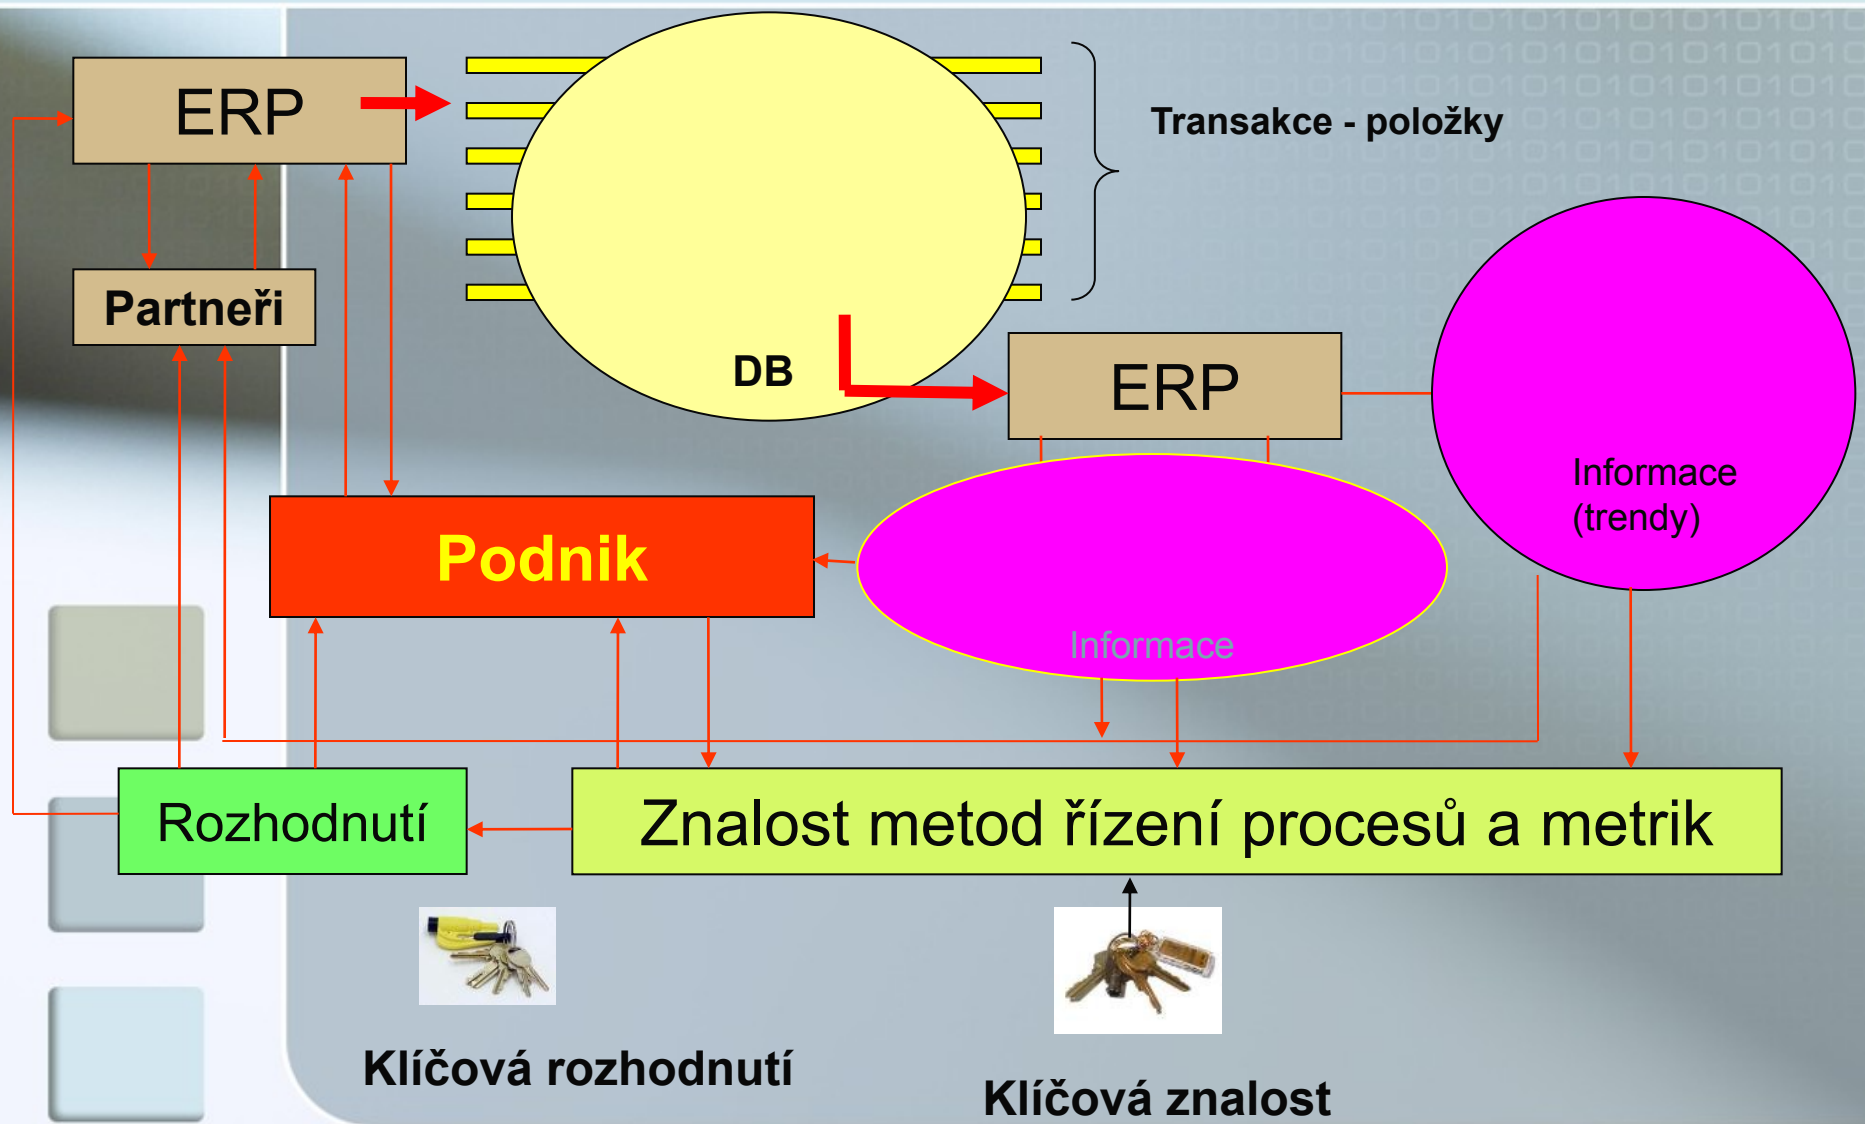 ERP
Transakce - položky
Partneři
DB
ERP
Informace
(trendy)
Podnik
Informace
Rozhodnutí
Znalost metod řízení procesů a metrik
Klíčová rozhodnutí
Klíčová znalost